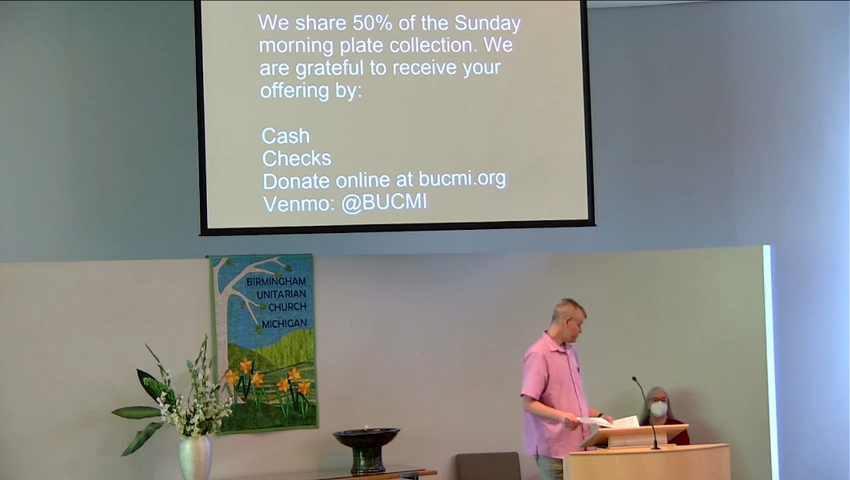 We share 50% of the Sunday
morning plate collection. We
are grateful to receive your
offering by:
Cash
Checks
Donate online at bucmi.org
Venmo: @BUCMI
BIRMINGHAM
UNITARIAN
CHURCH
MICHIGAN